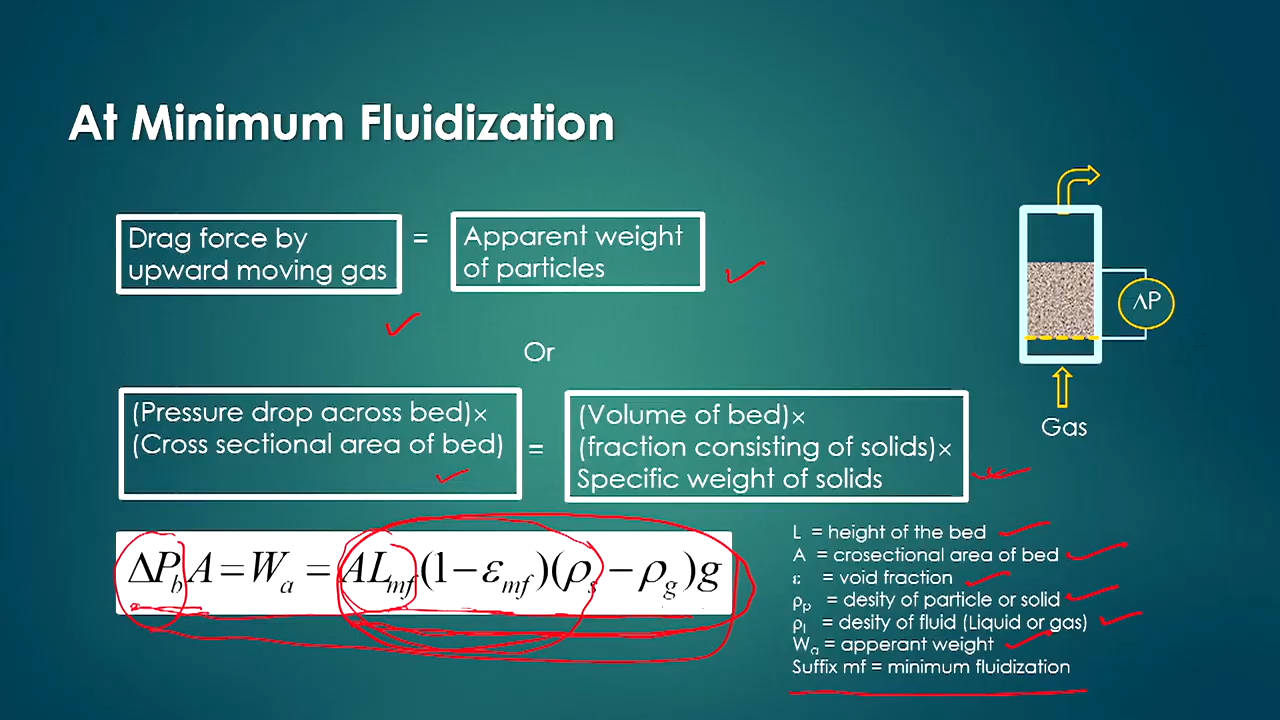 At Minimum Fluidization
Drag force by
upward moving gas
=
Apparent weight
of particles
Or
(Pressure drop across bed)×
(Cross sectional area of bed)
=
(Volume of bed)×
(fraction consisting of solids)×
Specific weight of solids
ΔP
Gas
ΔP_b A = W_a = AL_mf (1 − ε_mf)(ρ_s − ρ_g)g
L = height of the bed
A = crosectional area of bed
ε = void fraction
ρ_p = desity of particle or solid
ρ_l = desity of fluid (Liquid or gas)
W_a = apperant weight
Suffix mf = minimum fluidization